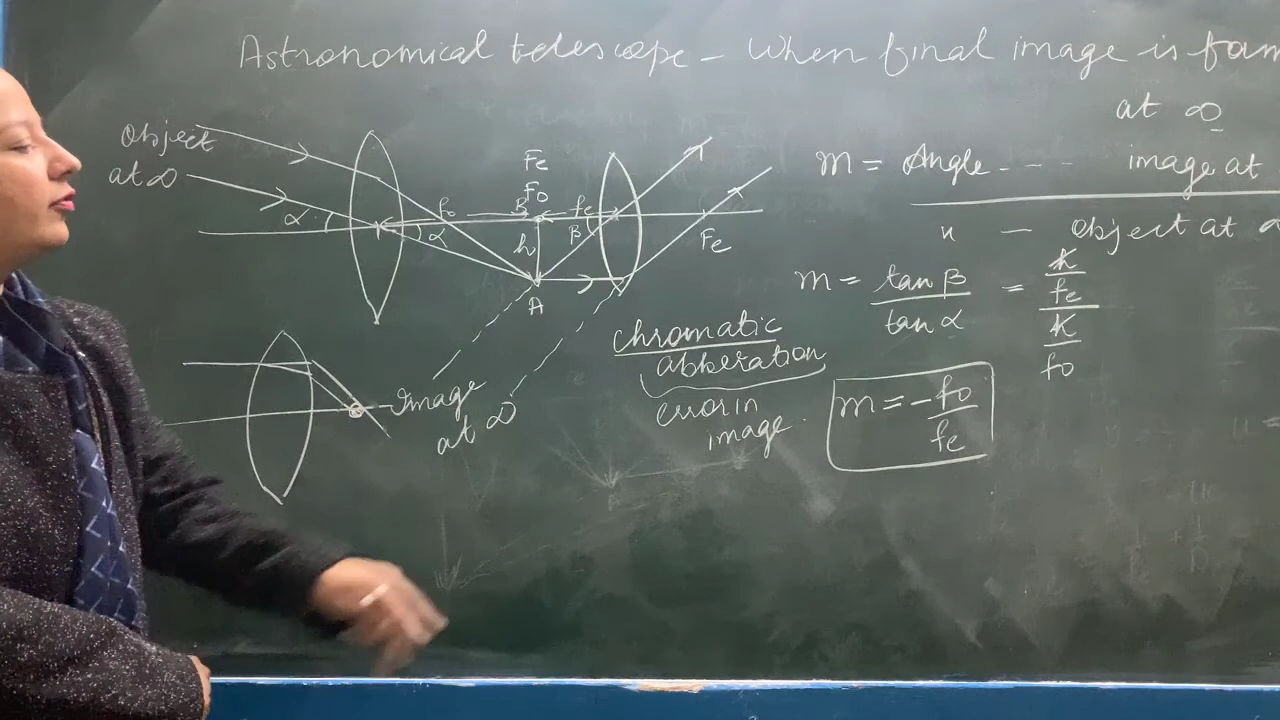 Astronomical telescope - When final image is form
at ∞
Object
at ∞
α
fo
α
Fe
Fo
B
fe
β
h
A
Fe
m = Angle - - - image at
" — object at
m = tan β / tan α = h/fe / h/fo
m = - fo/fe
chromatic
abberation
error in
image.
Image
at ∞